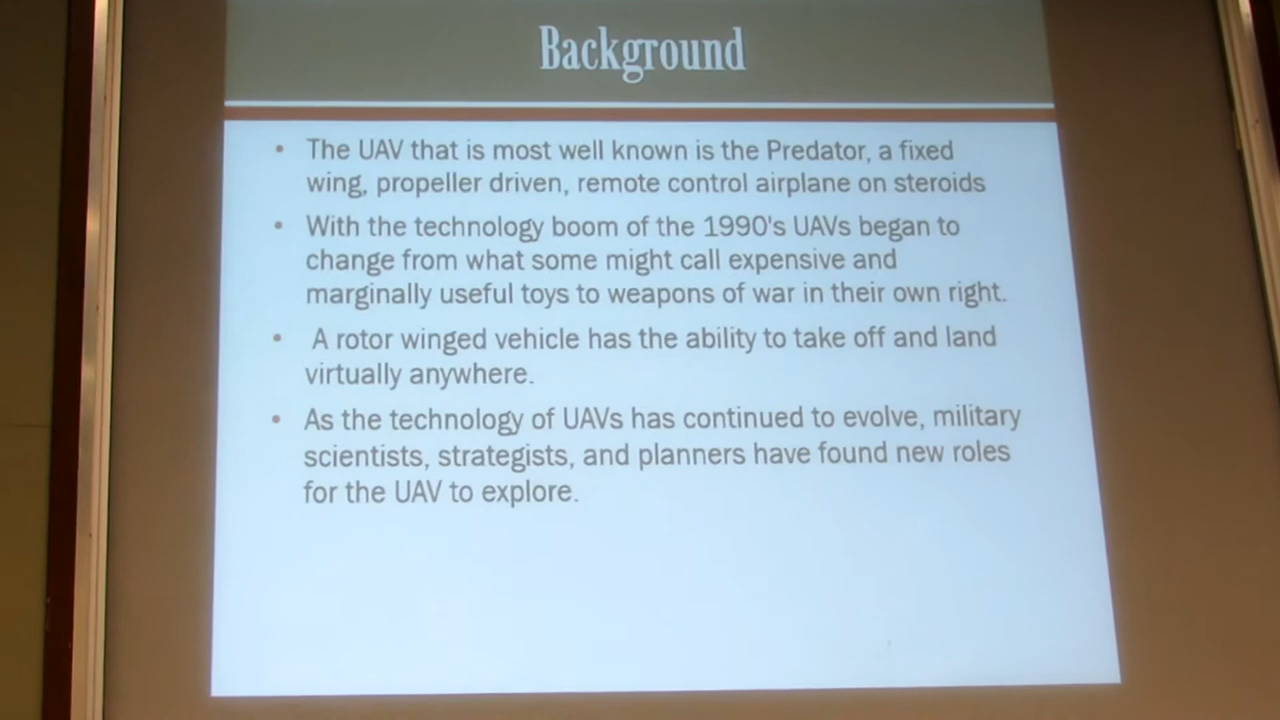 Background
• The UAV that is most well known is the Predator, a fixed
wing, propeller driven, remote control airplane on steroids
• With the technology boom of the 1990's UAVs began to
change from what some might call expensive and
marginally useful toys to weapons of war in their own right.
• A rotor winged vehicle has the ability to take off and land
virtually anywhere.
• As the technology of UAVs has continued to evolve, military
scientists, strategists, and planners have found new roles
for the UAV to explore.